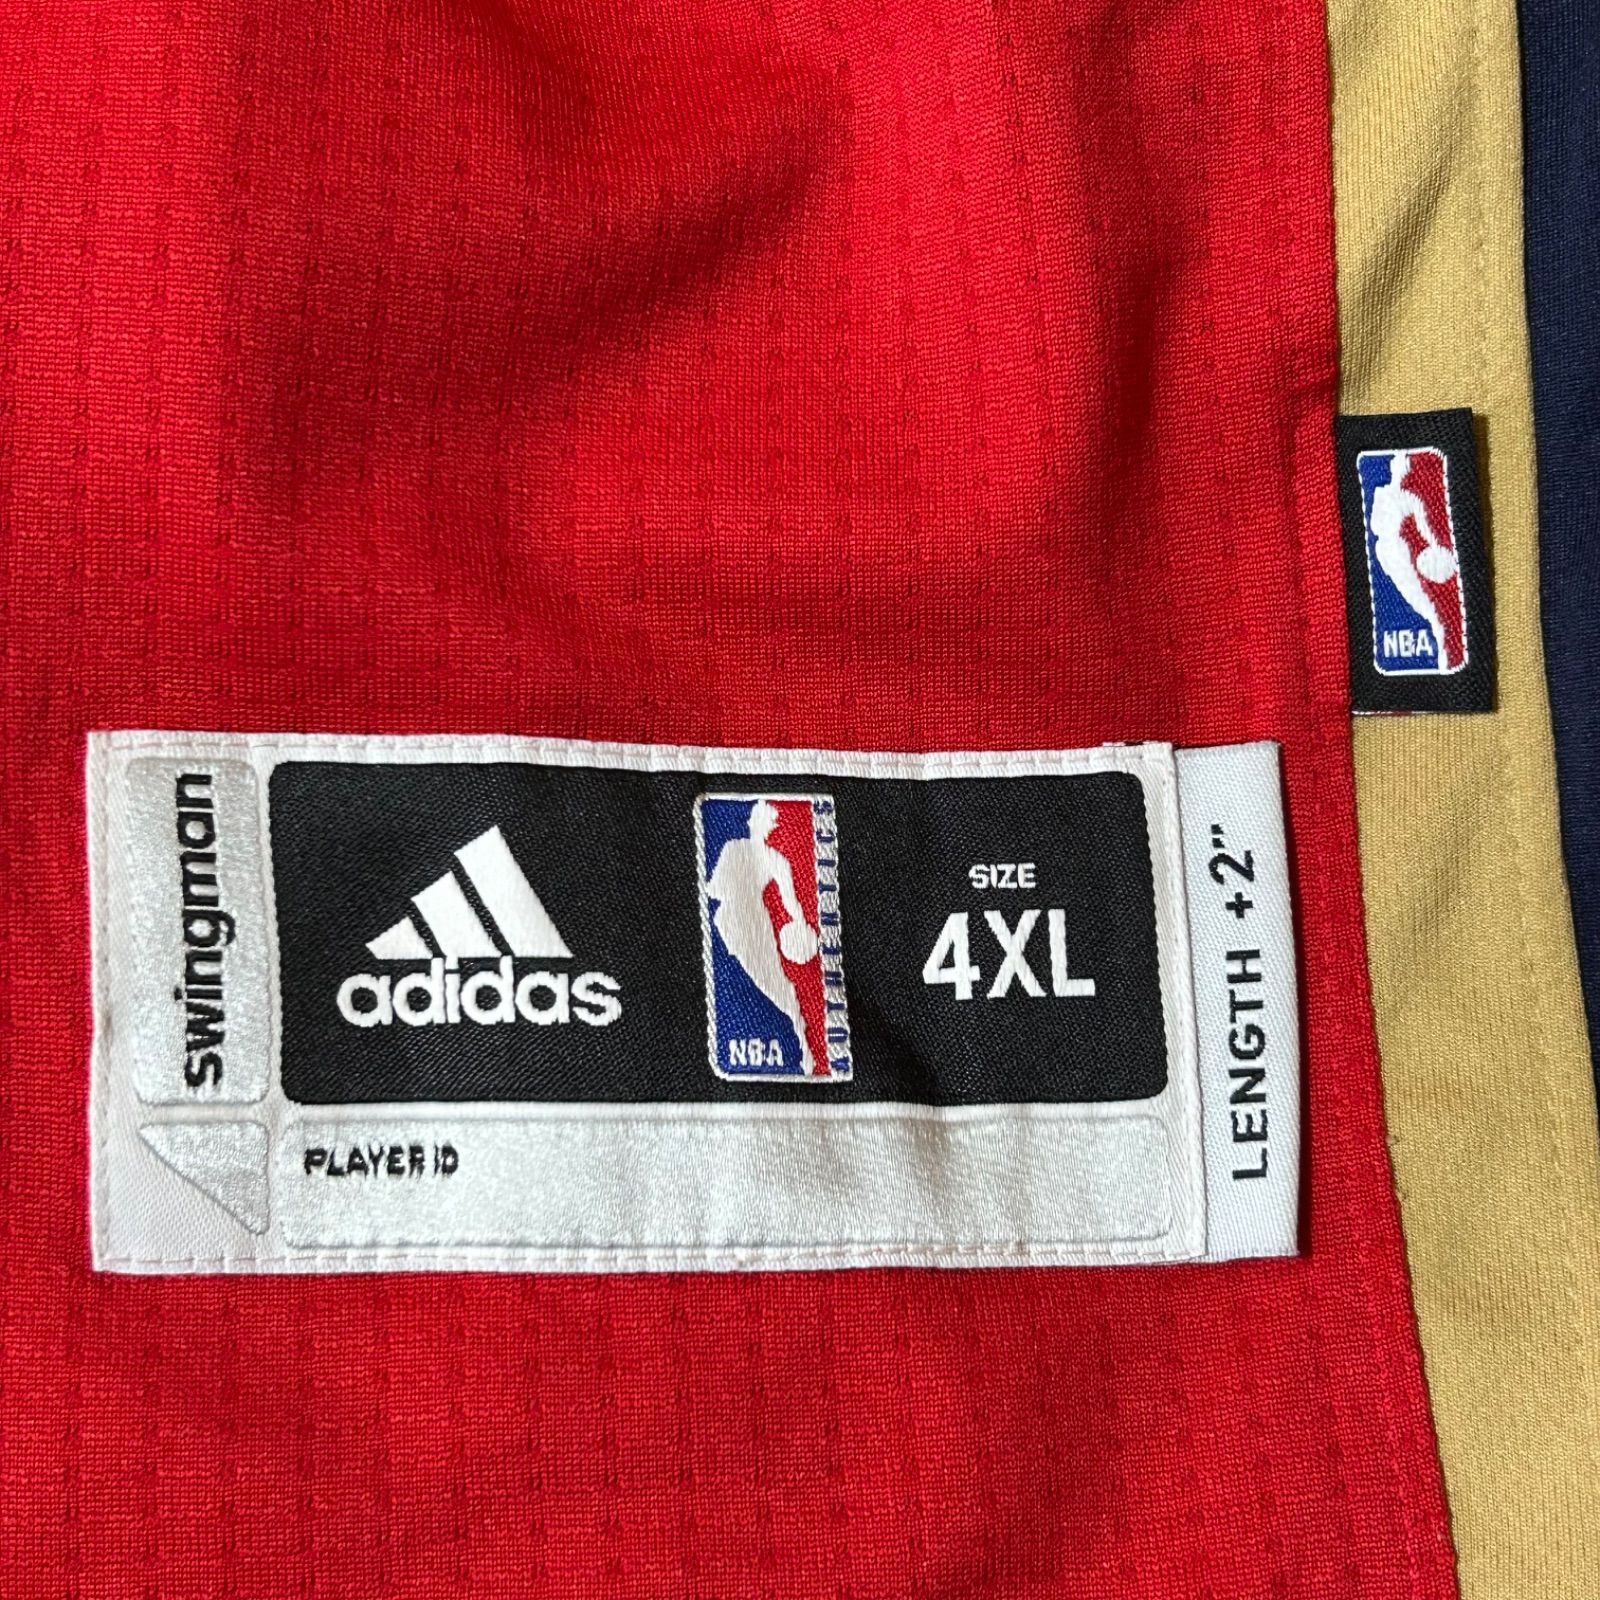 NBA
swingman
adidas
NBA
AUTHENTICS
SIZE
4XL
LENGTH +2"
PLAYER ID